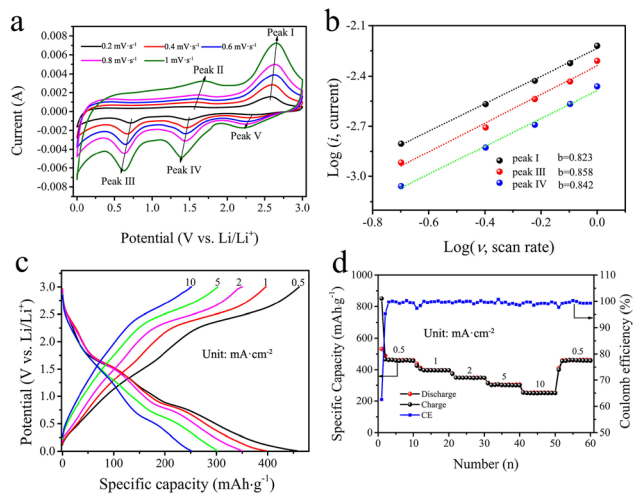 a
0.008
0.006
0.004
0.002
0.000
-0.002
-0.004
-0.006
-0.008
Current (A)
0.2 mV·s⁻¹ 0.4 mV·s⁻¹ 0.6 mV·s⁻¹
0.8 mV·s⁻¹ 1 mV·s⁻¹
Peak I
Peak II
Peak V
Peak III
Peak IV
0.0 0.5 1.0 1.5 2.0 2.5 3.0
Potential (V vs. Li/Li⁺)
b
-2.1
-2.4
-2.7
-3.0
Log (i, current)
peak I b=0.823
peak III b=0.858
peak IV b=0.842
-0.8 -0.6 -0.4 -0.2 0.0 0.2
Log(ν, scan rate)
c
3.5
3.0
2.5
2.0
1.5
1.0
0.5
0.0
Potential (V vs. Li/Li⁺)
10 5 2 1 0.5
Unit: mA·cm⁻²
0 100 200 300 400
Specific capacity (mAh·g⁻¹)
d
1000
800
600
400
200
0
Specific Capacity (mAh·g⁻¹)
110
100
90
80
70
60
50
Coulomb efficiency (%)
Unit: mA·cm⁻²
0.5 1 2 5 10 0.5
Discharge
Charge
CE
0 10 20 30 40 50 60
Number (n)